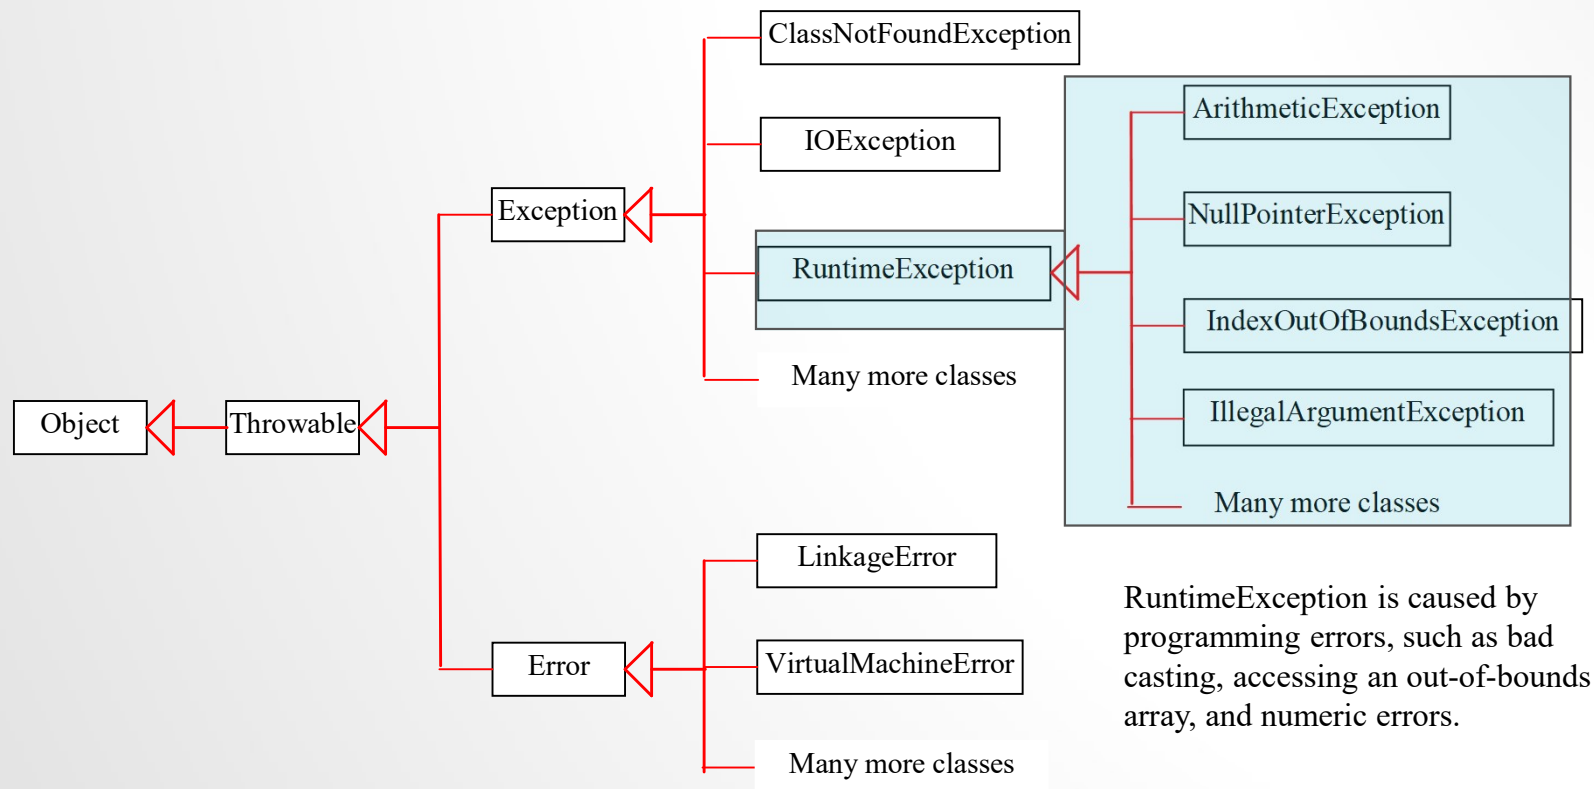 ClassNotFoundException
ArithmeticException
IOException
NullPointerException
Exception
RuntimeException
IndexOutOfBoundsException
Many more classes
IllegalArgumentException
Object
Throwable
Many more classes
LinkageError
RuntimeException is caused by
programming errors, such as bad
casting, accessing an out-of-bounds
array, and numeric errors.
Error
VirtualMachineError
Many more classes